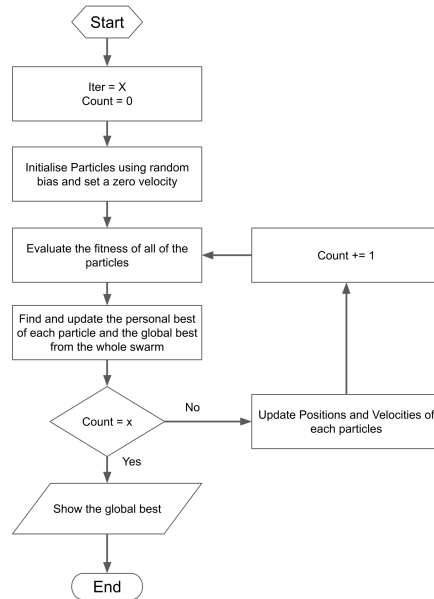 Start
Iter = X
Count = 0
Initialise Particles using random
bias and set a zero velocity
Evaluate the fitness of all of the
particles
Count += 1
Find and update the personal best
of each particle and the global best
from the whole swarm
Count = x
No
Update Positions and Velocities of
each particles
Yes
Show the global best
End